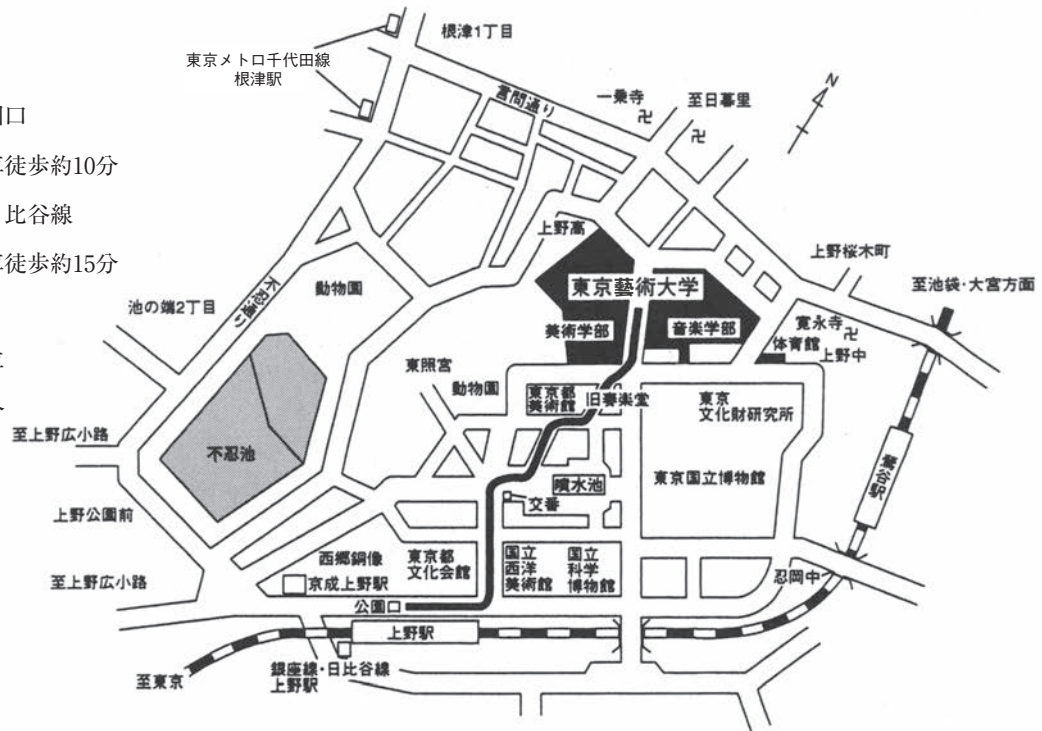 根津1丁目
東京メトロ千代田線
根津駅
言問通り
一乗寺
至日暮里
N
口
徒歩約10分
比谷線
徒歩約15分
上野高
上野桜木町
至池袋・大宮方面
池の端2丁目
不忍通り
動物園
東京藝術大学
美術学部
音楽学部
寛永寺
体育館
上野中
東照宮
動物園
東京都
美術館
旧奏楽堂
東京
文化財研究所
至上野広小路
不忍池
噴水池
交番
東京国立博物館
鶯谷駅
上野公園前
西郷銅像
東京都
文化会館
国立
西洋
美術館
国立
科学
博物館
至上野広小路
京成上野駅
忍岡中
公園口
上野駅
銀座線・日比谷線
上野駅
至東京